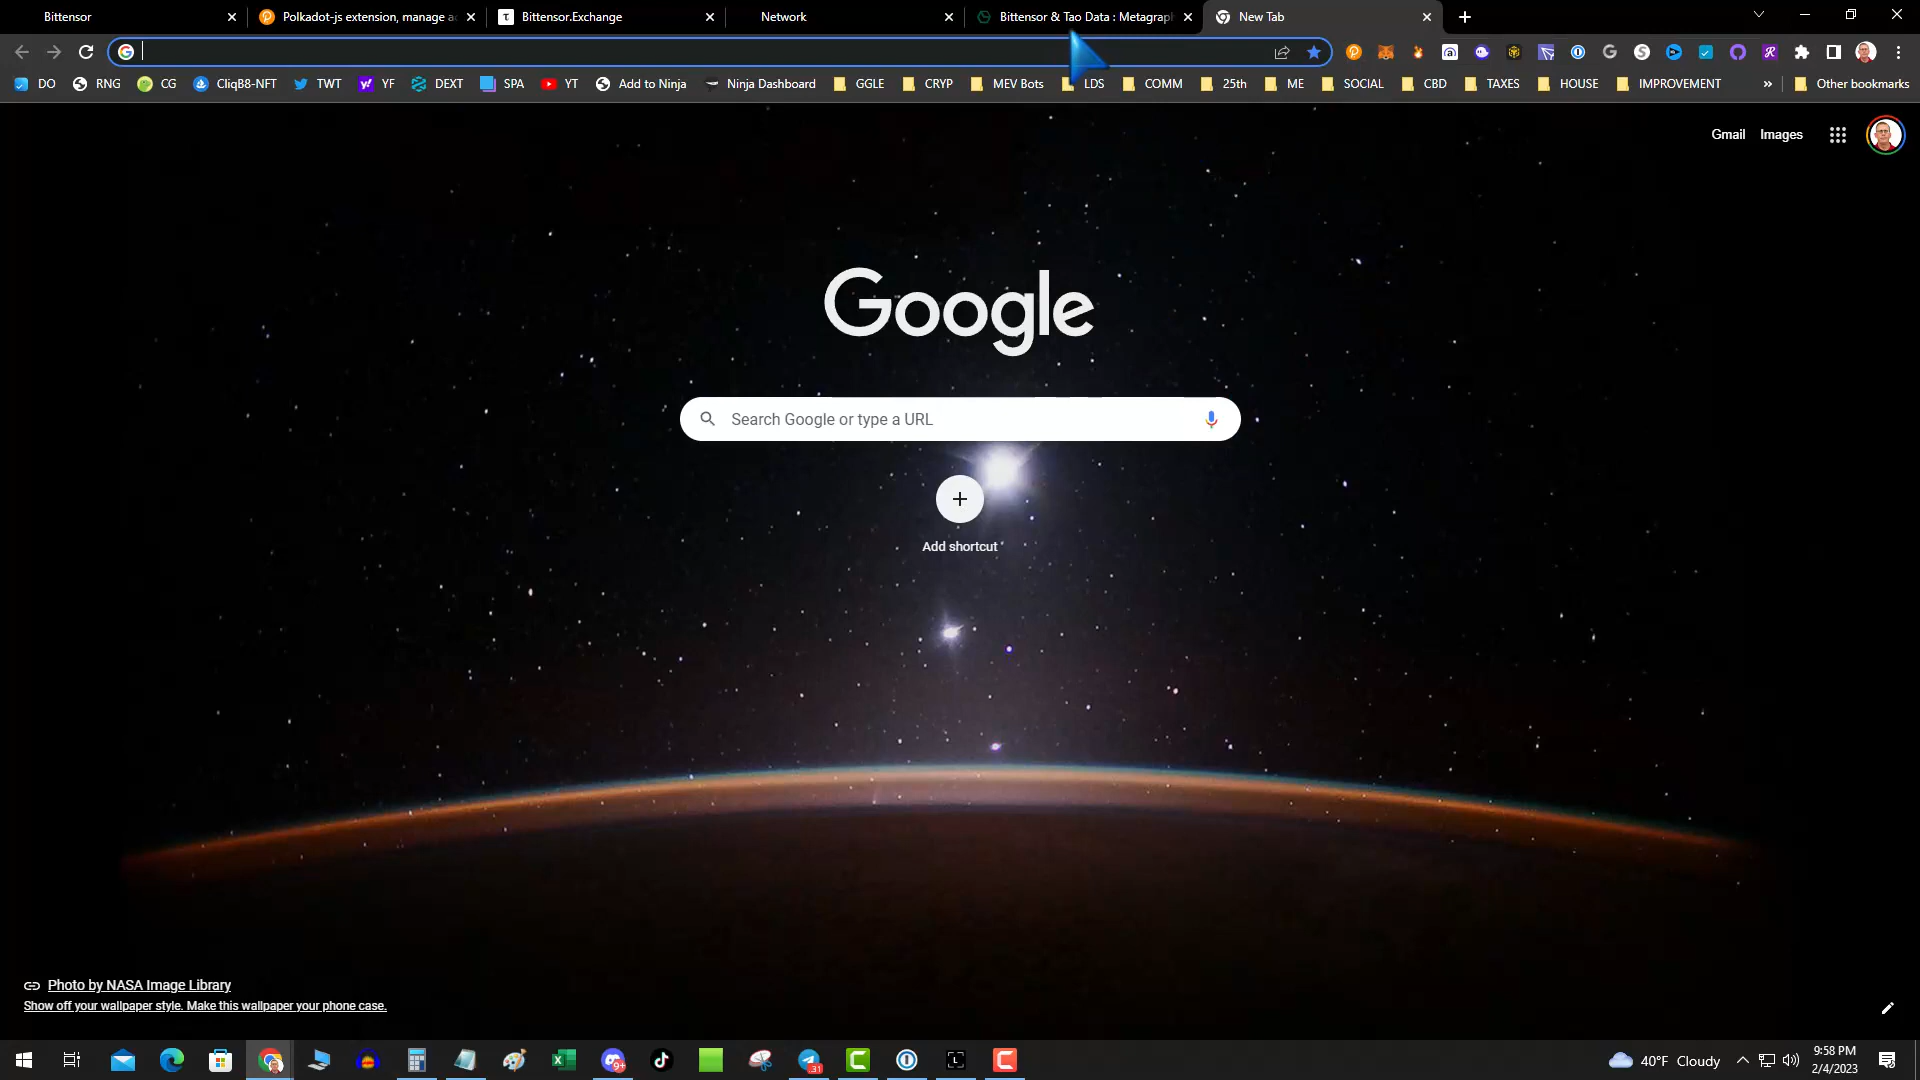 Bittensor
Polkadot-js extension, manage ac
Bittensor.Exchange
Network
Bittensor & Tao Data : Metagraph
New Tab
DO
RNG
CG
CliqB8-NFT
TWT
YF
DEXT
SPA
YT
Add to Ninja
Ninja Dashboard
GGLE
CRYP
MEV Bots
LDS
COMM
25th
ME
SOCIAL
CBD
TAXES
HOUSE
IMPROVEMENT
»
Other bookmarks
Gmail
Images
Google
Search Google or type a URL
Add shortcut
Photo by NASA Image Library
Show off your wallpaper style. Make this wallpaper your phone case.
9+
31
40°F Cloudy
9:58 PM
2/4/2023